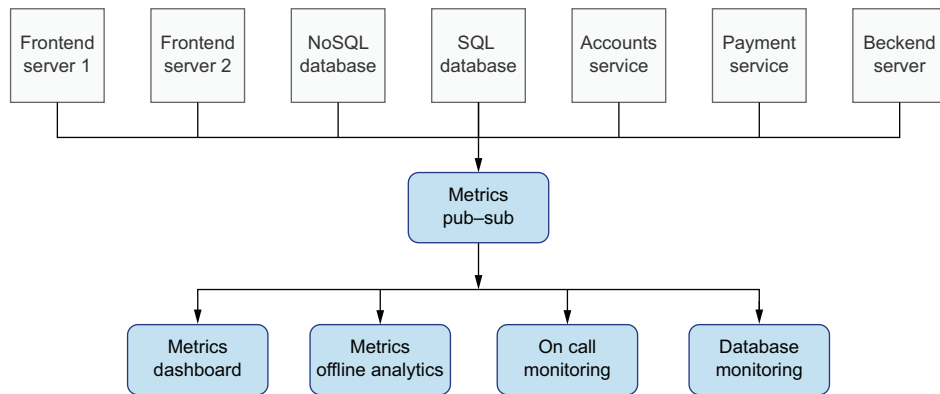 Frontend
server 1
Frontend
server 2
NoSQL
database
SQL
database
Accounts
service
Payment
service
Beckend
server
Metrics
pub–sub
Metrics
dashboard
Metrics
offline analytics
On call
monitoring
Database
monitoring